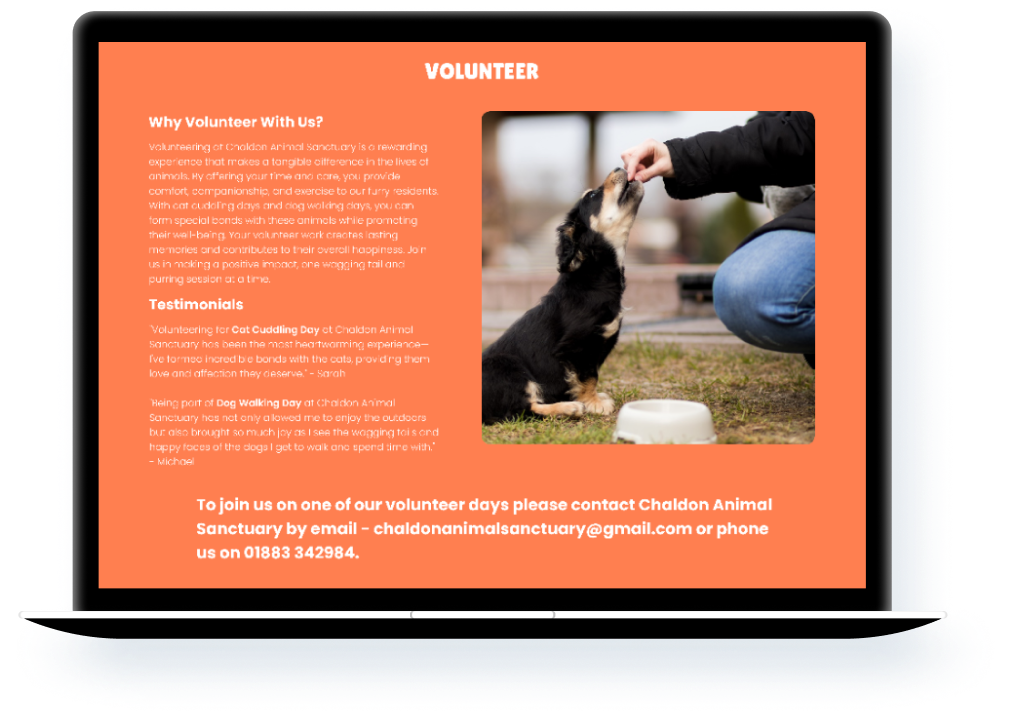 VOLUNTEER
Why Volunteer With Us?
Volunteering at Chaldon Animal Sanctuary is a rewarding
experience that makes a tangible difference in the lives of
animals. By offering your time and care, you provide
comfort, companionship, and exercise to our furry residents.
With cat cuddling days and dog walking days, you can
form special bonds with these animals while promoting
their well-being. Your volunteer work creates lasting
memories and contributes to their overall happiness. Join
us in making a positive impact, one wagging tail and
purring session at a time.
Testimonials
"Volunteering for Cat Cuddling Day at Chaldon Animal
Sanctuary has been the most heartwarming experience—
I've formed incredible bonds with the cats, providing them
love and affection they deserve." - Sarah
"Being part of Dog Walking Day at Chaldon Animal
Sanctuary has not only allowed me to enjoy the outdoors
but also brought so much joy as I see the wagging tails and
happy faces of the dogs I get to walk and spend time with."
- Michael
To join us on one of our volunteer days please contact Chaldon Animal
Sanctuary by email - chaldonanimalsanctuary@gmail.com or phone
us on 01883 342984.